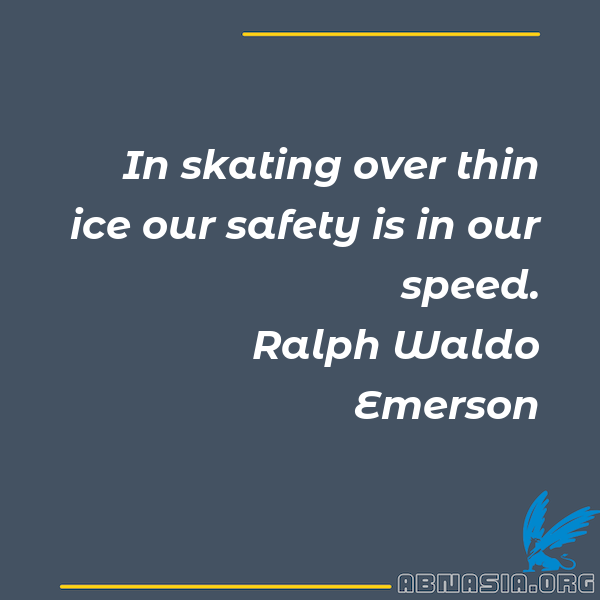 In skating over thin
ice our safety is in our
speed.
Ralph Waldo
Emerson
ABNASIA.ORG